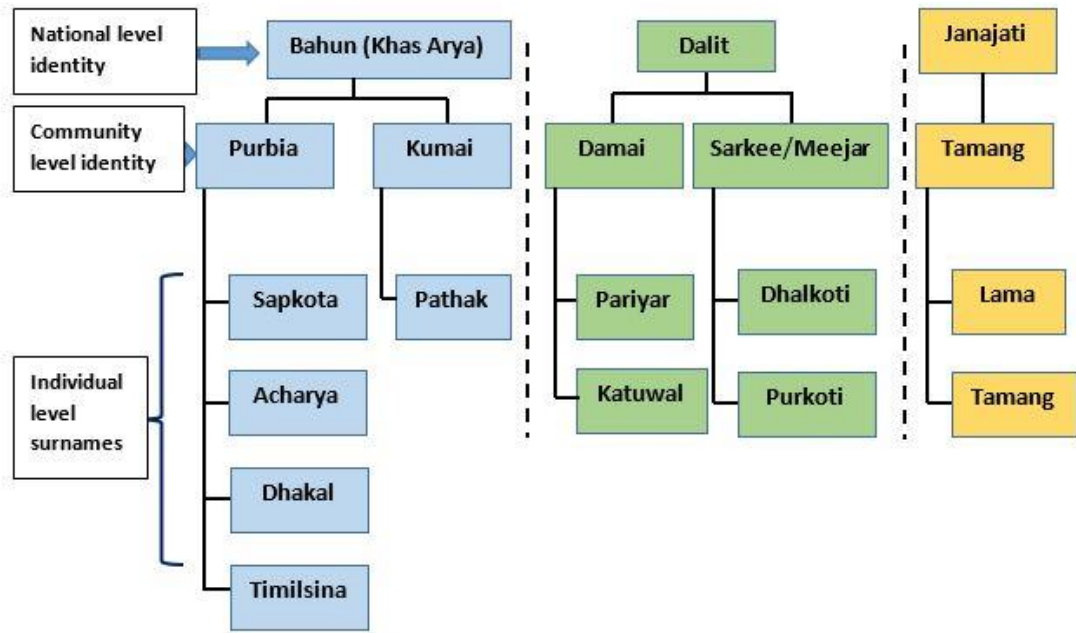 National level
identity
Bahun (Khas Arya)
Dalit
Janajati
Community
level identity
Purbia
Kumai
Damai
Sarkee/Meejar
Tamang
Individual
level
surnames
Sapkota
Pathak
Pariyar
Dhalkoti
Lama
Acharya
Katuwal
Purkoti
Tamang
Dhakal
Timilsina